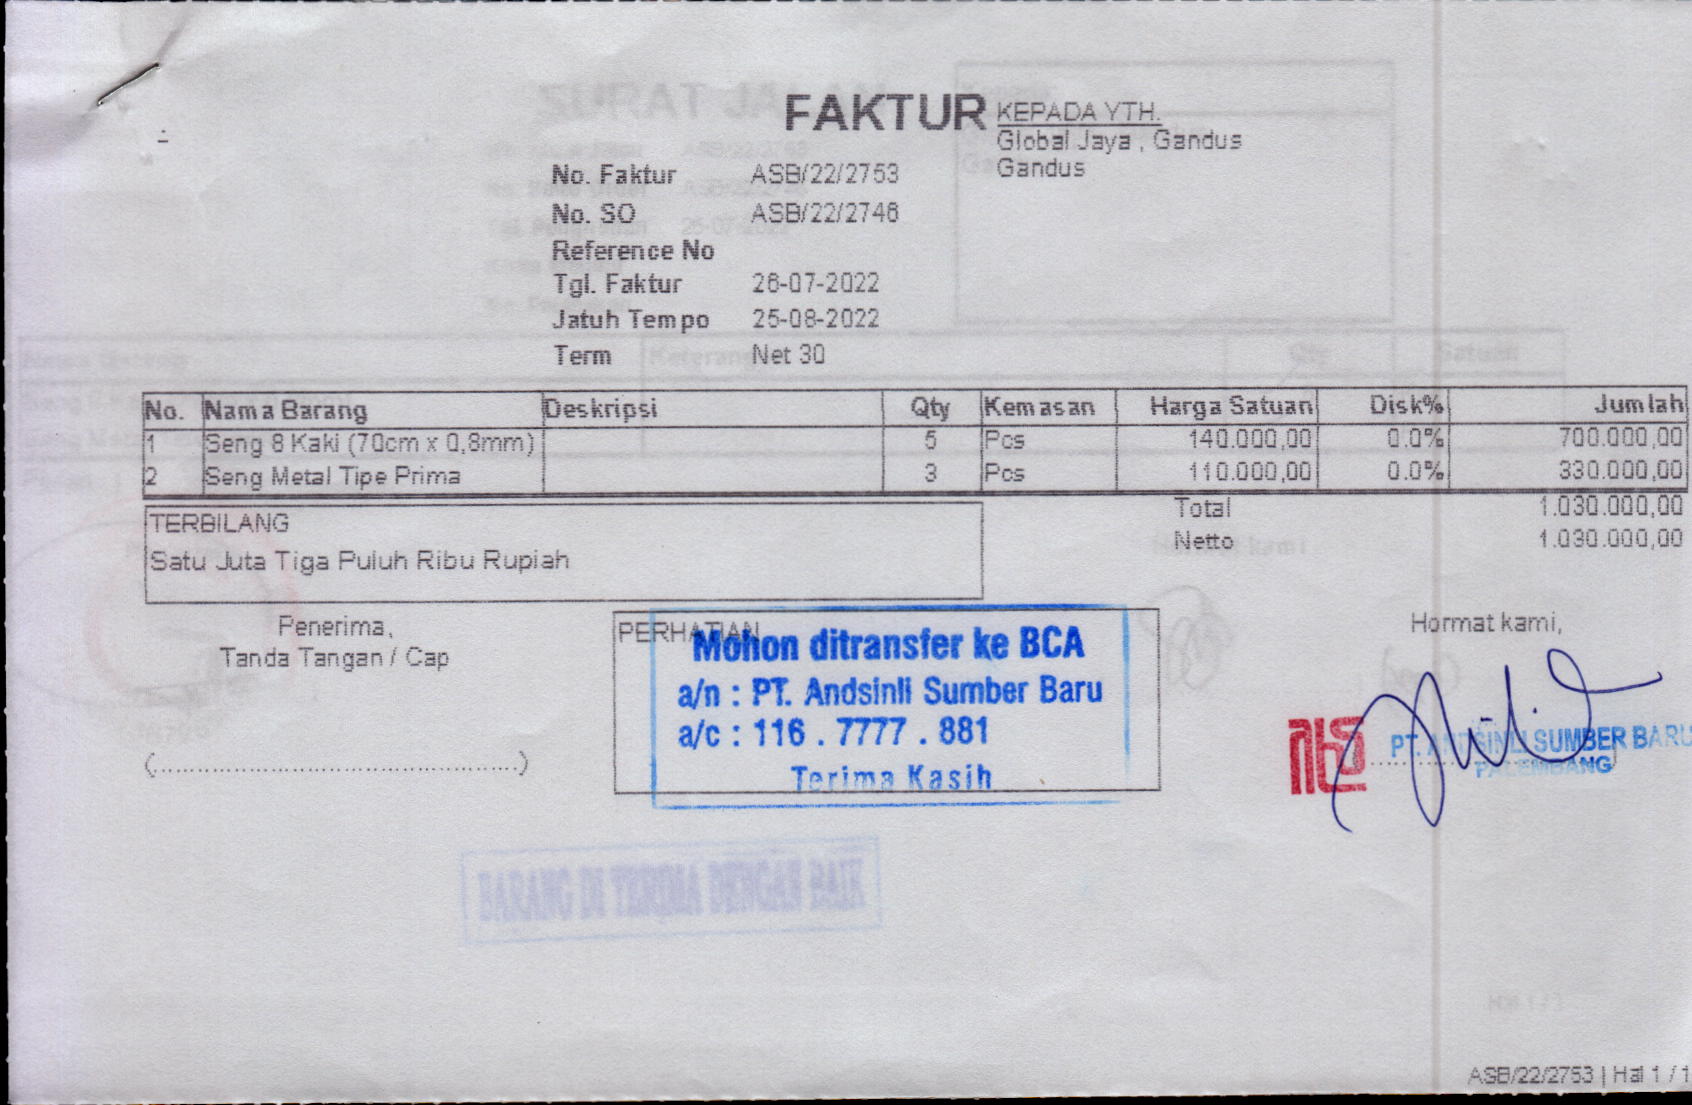 FAKTUR
KEPADA YTH.
Global Jaya , Gandus
Gandus
No. Faktur ASB/22/2753
No. SO ASB/22/2746
Reference No
Tgl. Faktur 26-07-2022
Jatuh Tempo 25-08-2022
Term Net 30
No. Nama Barang Deskripsi Qty Kemasan Harga Satuan Disk% Jumlah
1 Seng 8 Kaki (70cm x 0,8mm) 5 Pcs 140.000,00 0.0% 700.000,00
2 Seng Metal Tipe Prima 3 Pcs 110.000,00 0.0% 330.000,00
Total 1.030.000,00
Netto 1.030.000,00
TERBILANG
Satu Juta Tiga Puluh Ribu Rupiah
Penerima,
Tanda Tangan / Cap
(..................................................)
PERHATIAN
Mohon ditransfer ke BCA
a/n : PT. Andsinli Sumber Baru
a/c : 116 . 7777 . 881
Terima Kasih
Hormat kami,
PT. ANDSINLI SUMBER BARU
PALEMBANG
BARANG DI TERIMA DENGAN BAIK
ASB/22/2753 | Hal 1 / 1